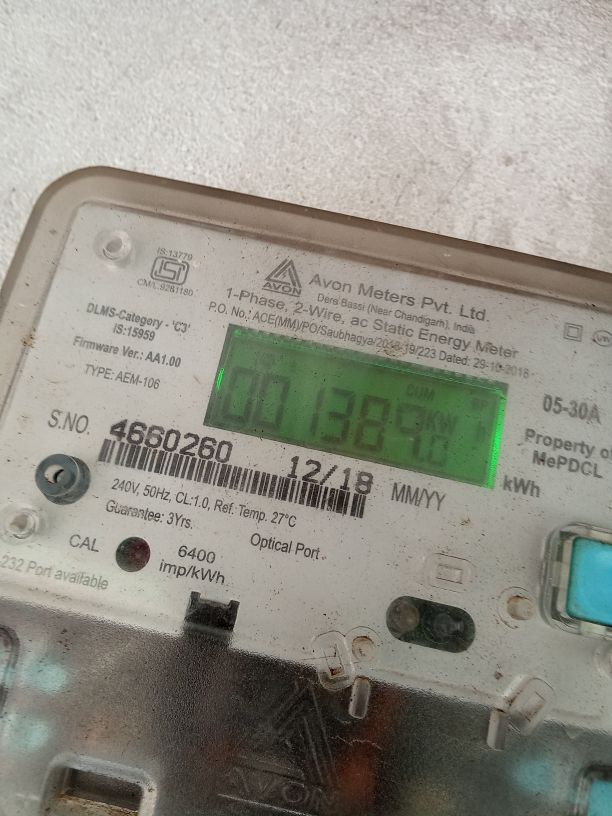 IS:13779
CM/L.9281180
AVON
Avon Meters Pvt. Ltd.
Dera Bassi (Near Chandigarh), India
1-Phase, 2-Wire, ac Static Energy Meter
P.O. No.: AOE(MM)/PO/Saubhagya/2018-19/223 Dated: 29-10-2018
DLMS-Category - 'C3'
IS:15959
Firmware Ver.: AA1.00
TYPE: AEM-106
CUM
KW h
05-30A
Property of
MePDCL
kWh
S.NO.
4660260
12/18
MM/YY
240V, 50Hz, CL:1.0, Ref. Temp. 27°C
Guarantee: 3Yrs.
Optical Port
CAL
6400
imp/kWh
232 Port available
AVON